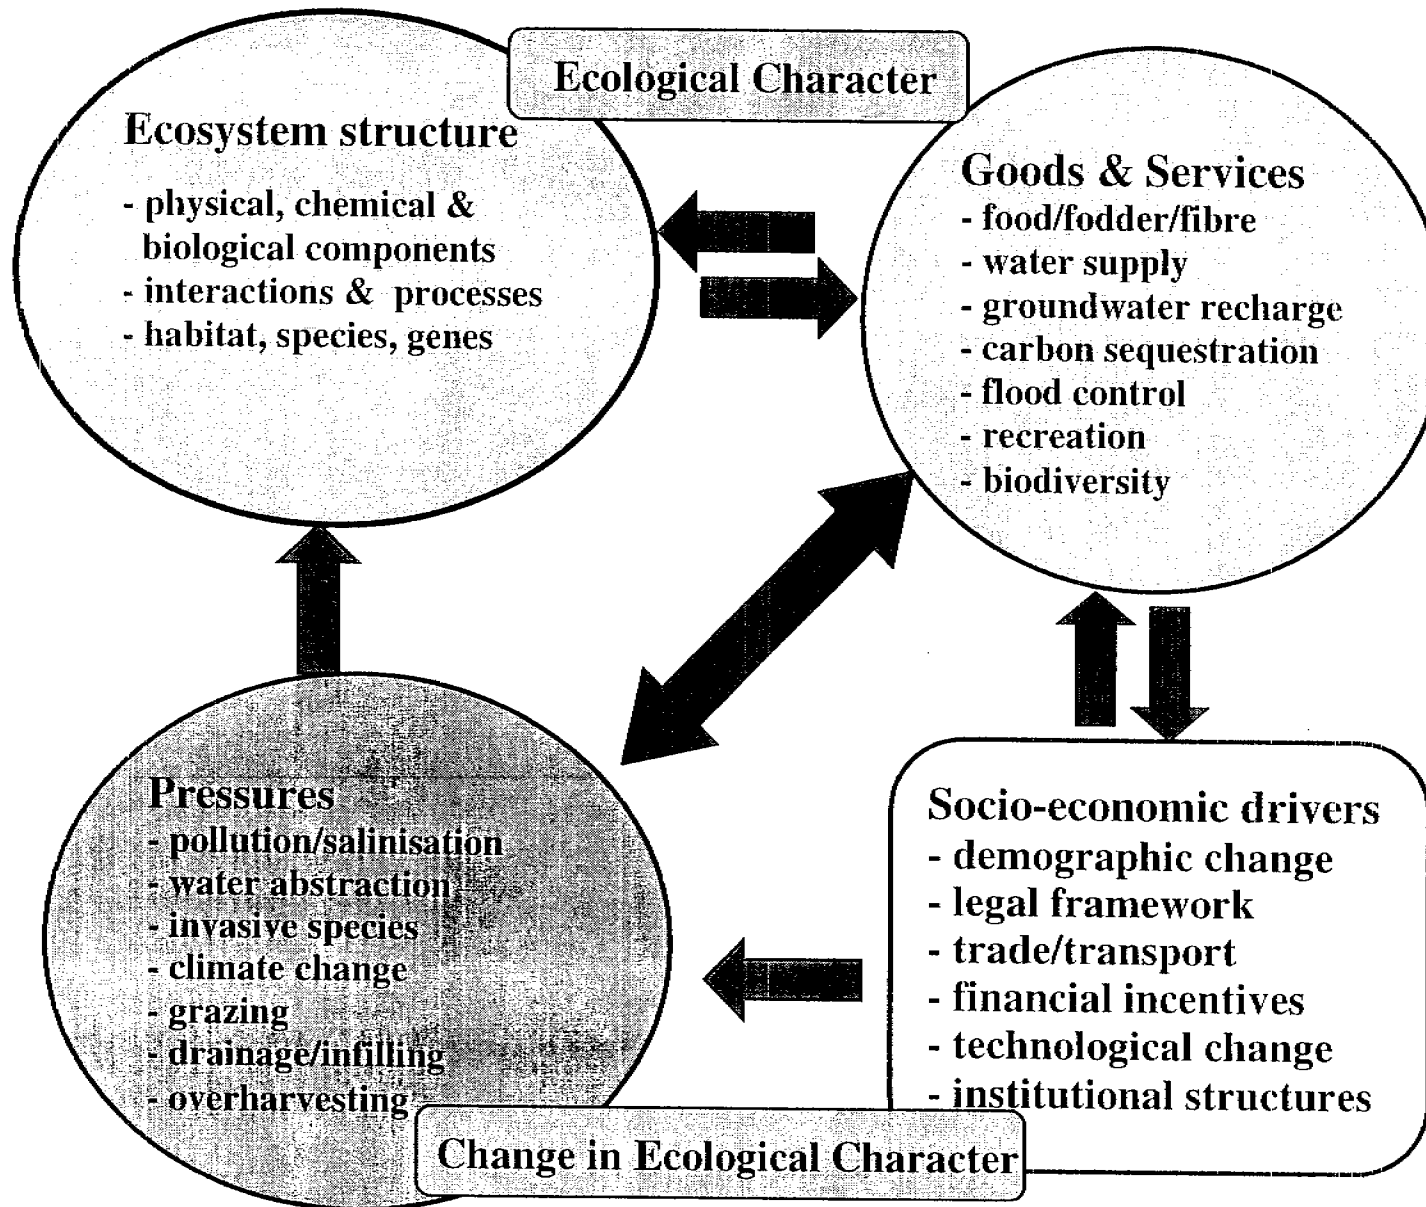 Ecological Character
Ecosystem structure
- physical, chemical &
biological components
- interactions & processes
- habitat, species, genes
Goods & Services
- food/fodder/fibre
- water supply
- groundwater recharge
- carbon sequestration
- flood control
- recreation
- biodiversity
Pressures
- pollution/salinisation
- water abstraction
- invasive species
- climate change
- grazing
- drainage/infilling
- overharvesting
Socio-economic drivers
- demographic change
- legal framework
- trade/transport
- financial incentives
- technological change
- institutional structures
Change in Ecological Character